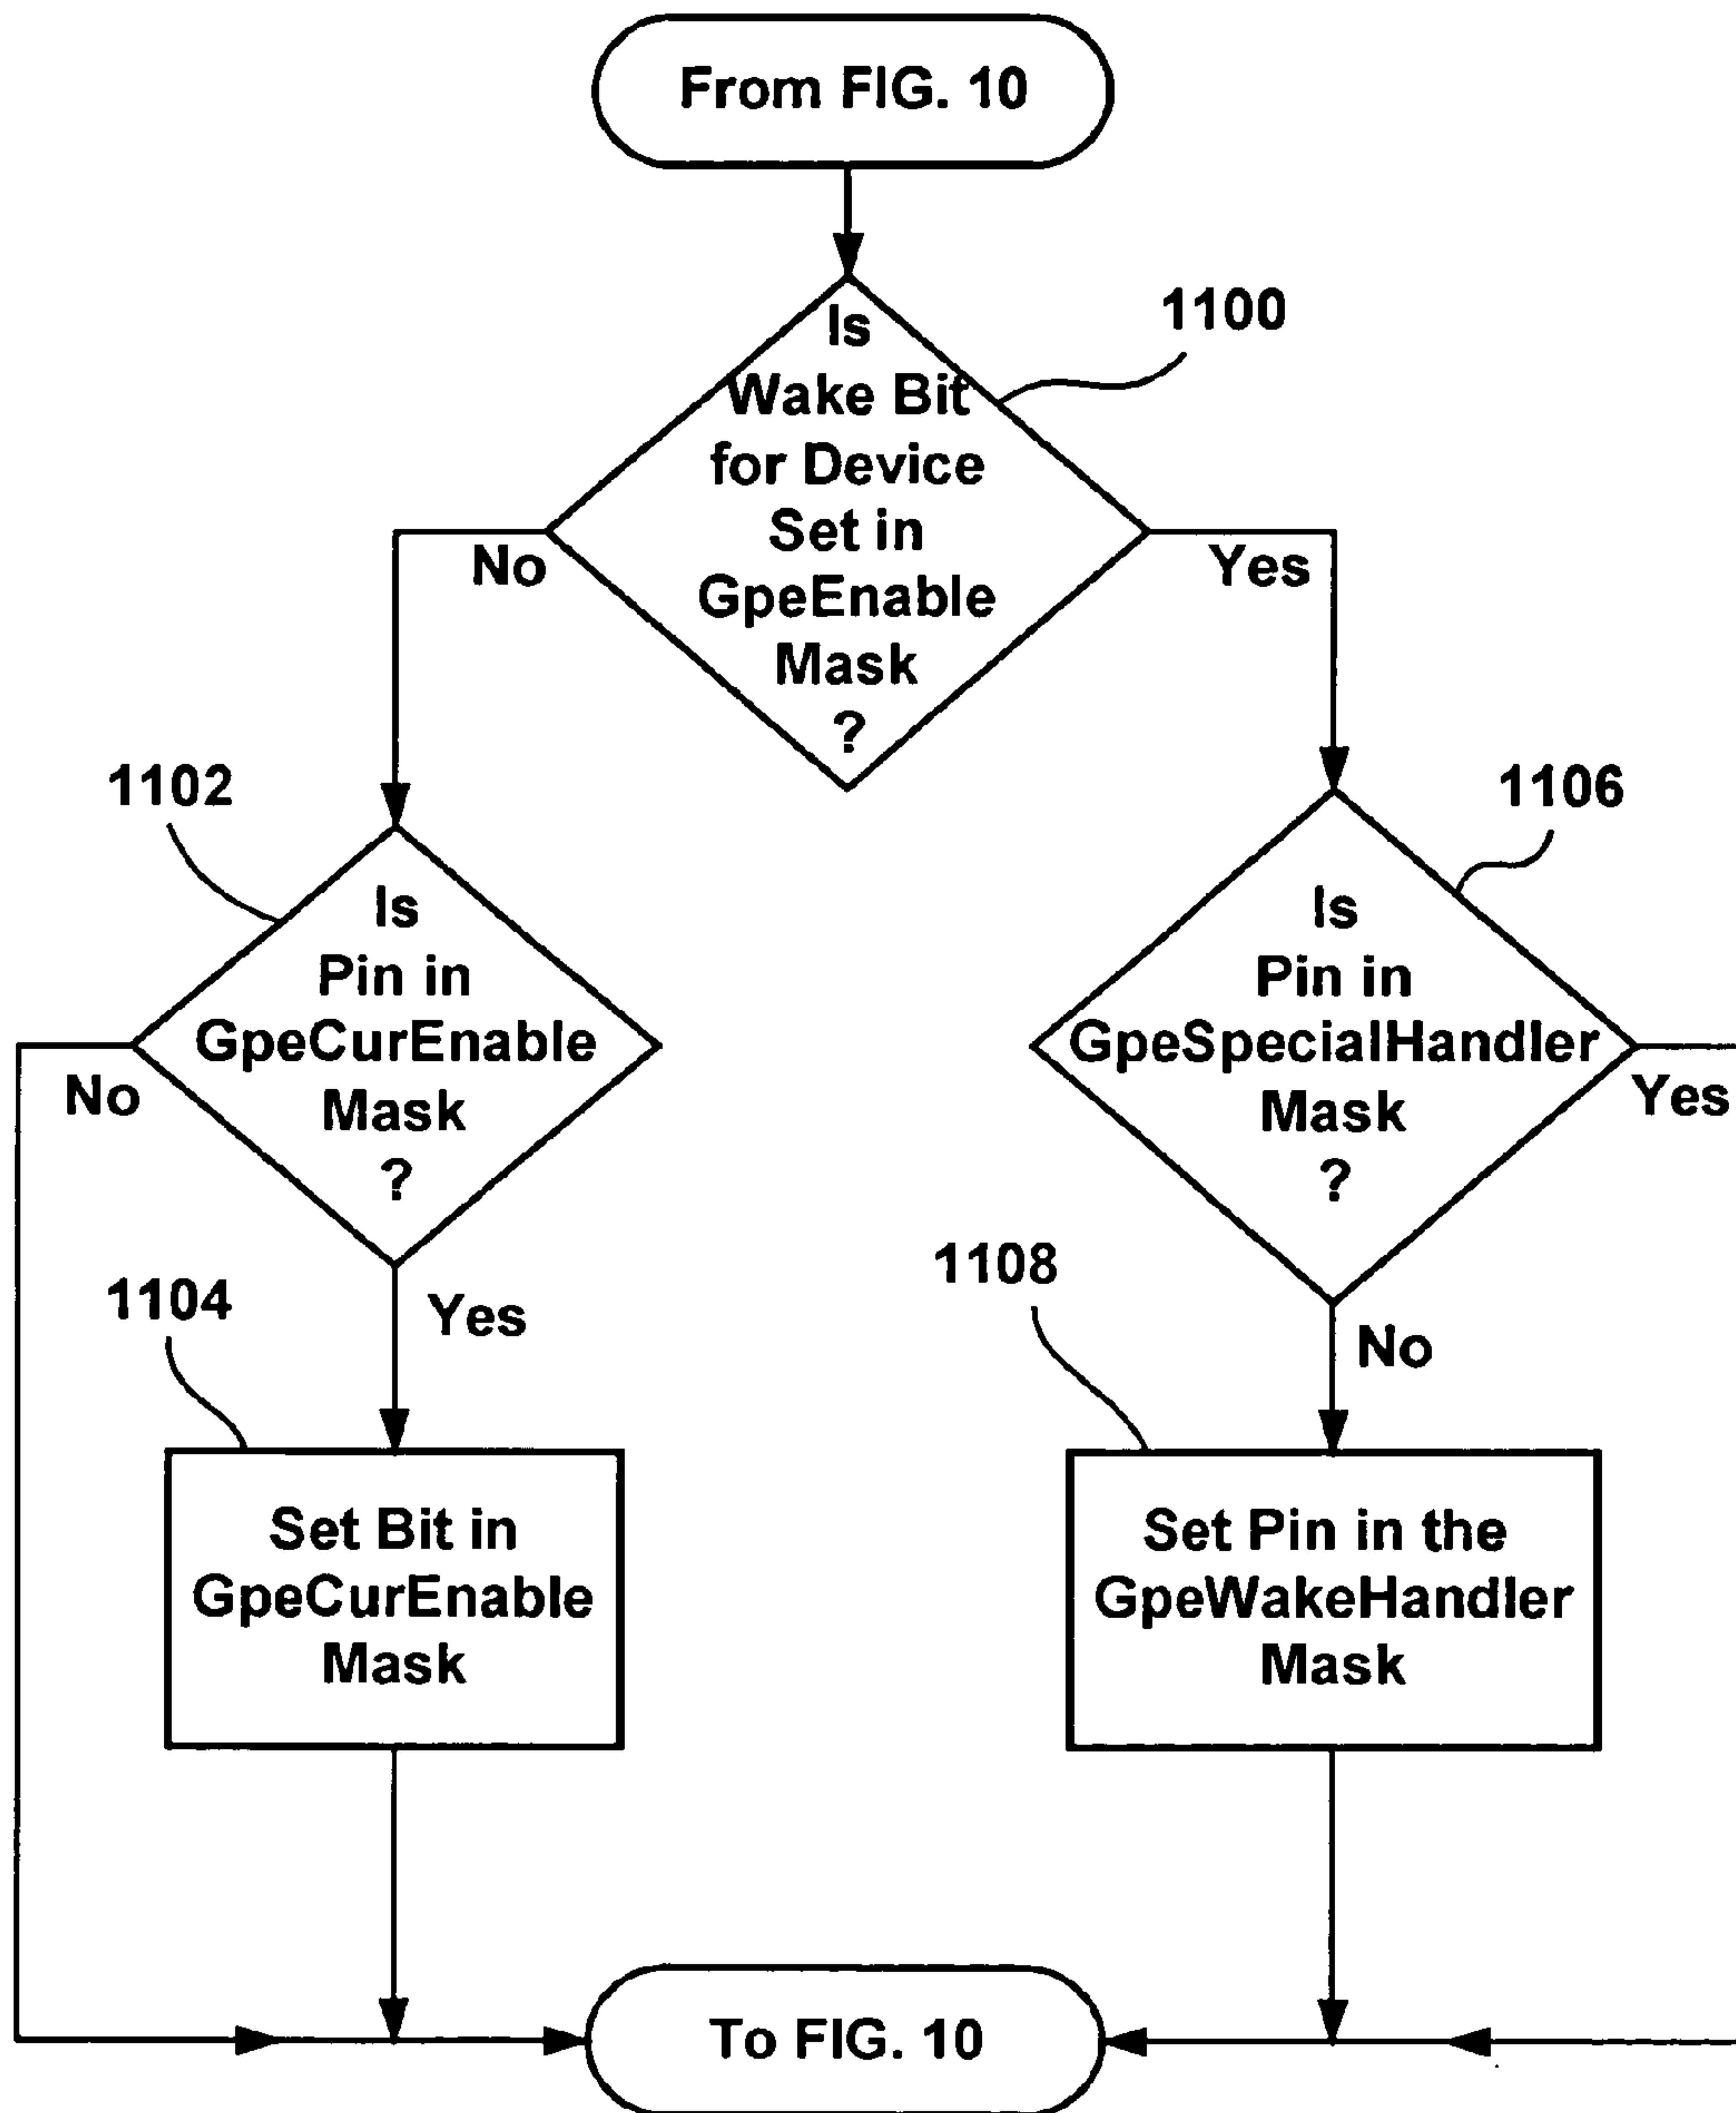 From FIG. 10
1100
Is
Wake Bit
for Device
Set in
GpeEnable
Mask
?
No
Yes
1102
Is
Pin in
GpeCurEnable
Mask
?
No
Yes
1106
Is
Pin in
GpeSpecialHandler
Mask
?
Yes
No
1104
Set Bit in
GpeCurEnable
Mask
1108
Set Pin in the
GpeWakeHandler
Mask
To FIG. 10